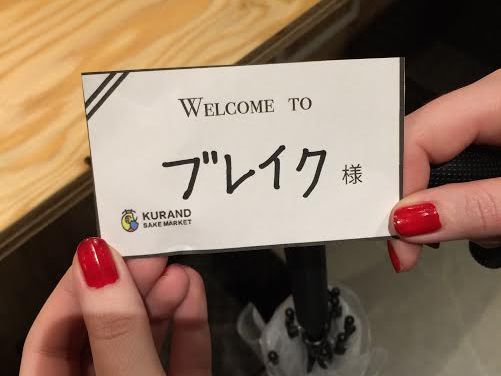 WELCOME TO
ブレイク 様
KURAND
SAKE MARKET